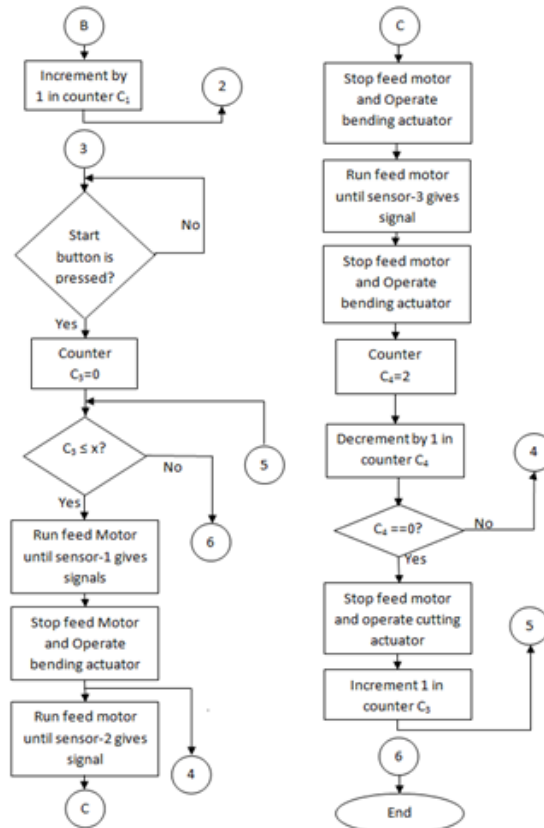 B
Increment by
1 in counter C₁
2
3
No
Start
button is
pressed?
Yes
Counter
C₃=0
C₃ ≤ x?
No
5
Yes
6
Run feed Motor
until sensor-1 gives
signals
Stop feed Motor
and Operate
bending actuator
Run feed motor
until sensor-2 gives
signal
4
C
C
Stop feed motor
and Operate
bending actuator
Run feed motor
until sensor-3 gives
signal
Stop feed motor
and Operate
bending actuator
Counter
C₄=2
Decrement by 1 in
counter C₄
4
C₄ ==0?
No
Yes
Stop feed motor
and operate cutting
actuator
5
Increment 1 in
counter C₃
6
End